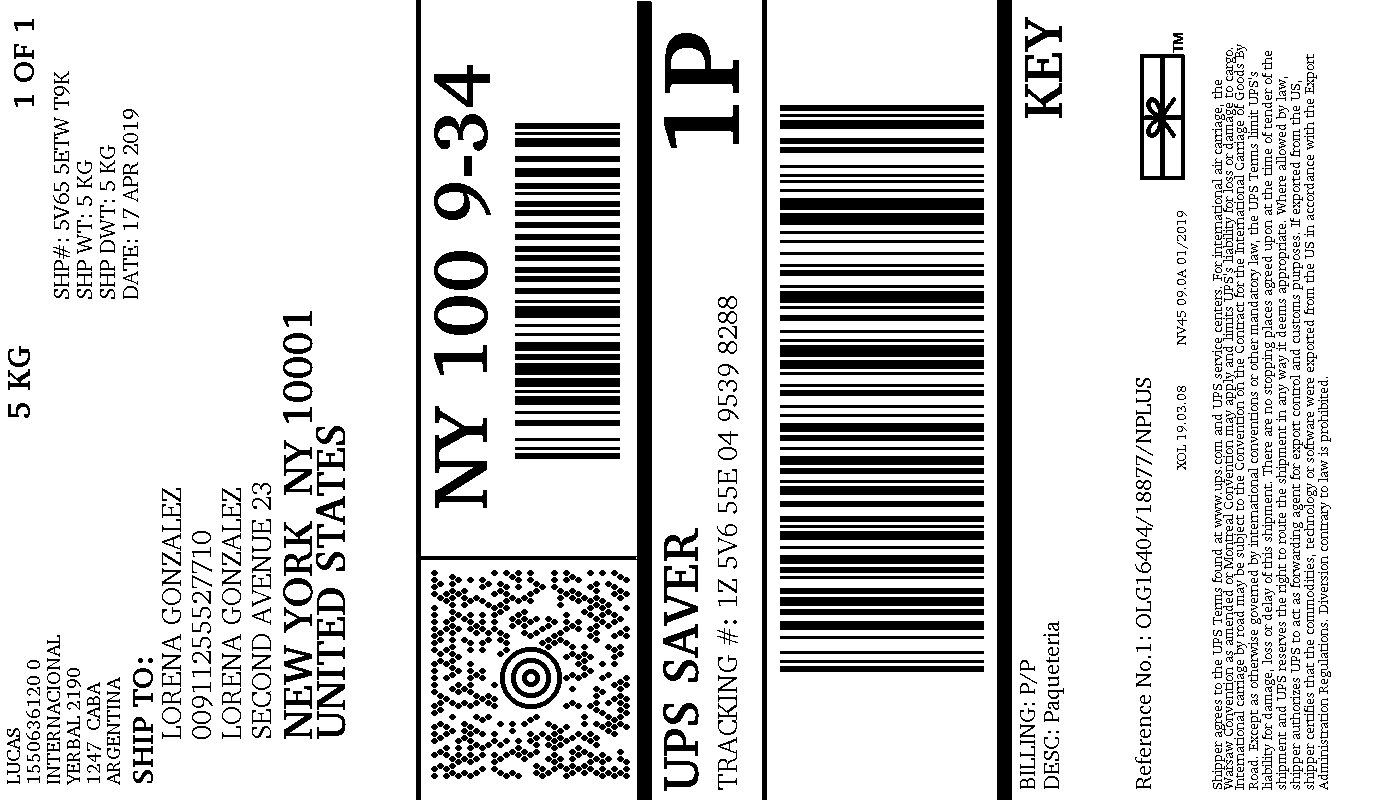 LUCAS
1550636120 0
INTERNACIONAL
YERBAL 2190
1247 CABA
ARGENTINA
5 KG
1 OF 1
SHP#: 5V65 5ETW T9K
SHP WT: 5 KG
SHP DWT: 5 KG
DATE: 17 APR 2019
SHIP TO:
LORENA GONZALEZ
0091125552​7710
LORENA GONZALEZ
SECOND AVENUE 23
NEW YORK NY 10001
UNITED STATES
NY 100 9-34
UPS SAVER
1P
TRACKING #: 1Z 5V6 55E 04 9539 8288
BILLING: P/P
DESC: Paqueteria
KEY
Reference No.1: OLG16404/18877/NPLUS
XOL 19.03.08 NV45 09.0A 01/2019
TM
Shipper agrees to the UPS Terms found at www.ups.com and UPS service centers. For international air carriage, the
Warsaw Convention as amended or Montreal Convention may apply and limits UPS's liability for loss or damage to cargo.
International carriage by road may be subject to the Convention on the Contract for the International Carriage of Goods By
Road. Except as otherwise governed by international conventions or other mandatory law, the UPS Terms limit UPS's
liability for damage, loss or delay of this shipment. There are no stopping places agreed upon at the time of tender of the
shipment and UPS reserves the right to route the shipment in any way it deems appropriate. Where allowed by law,
shipper authorizes UPS to act as forwarding agent for export control and customs purposes. If exported from the US,
shipper certifies that the commodities, technology or software were exported from the US in accordance with the Export
Administration Regulations. Diversion contrary to law is prohibited.